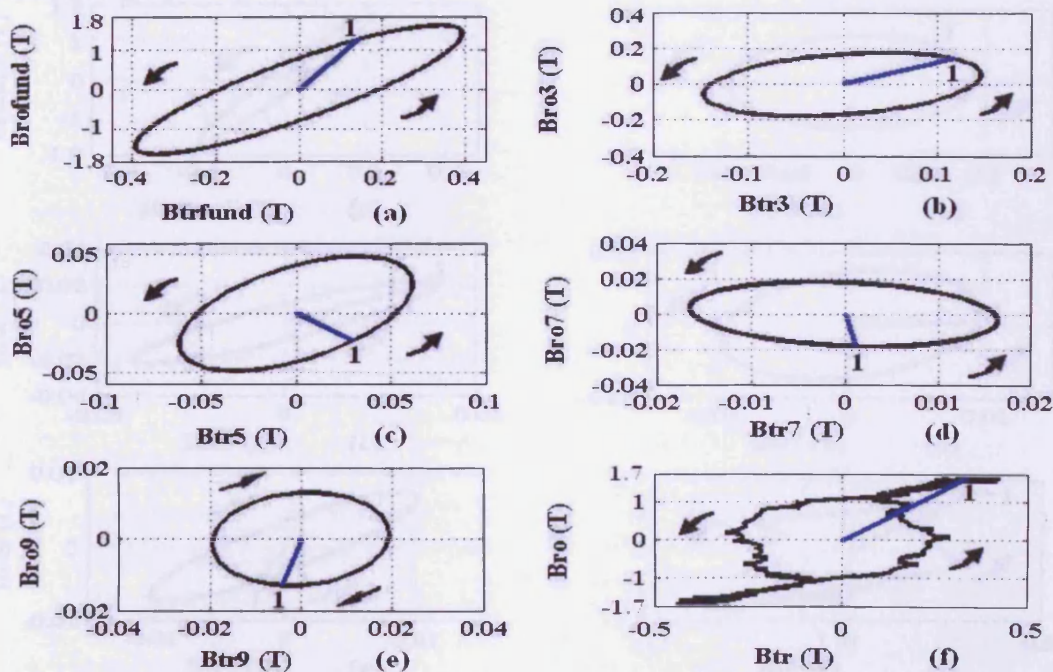 1.8
1
0
-1
-1.8
Brofund (T)
1
-0.4 -0.2 0 0.2 0.4
Btrfund (T) (a)
0.4
0.2
0
-0.2
-0.4
Bro3 (T)
1
-0.2 -0.1 0 0.1 0.2
Btr3 (T) (b)
0.05
0
-0.05
Bro5 (T)
1
-0.1 -0.05 0 0.05 0.1
Btr5 (T) (c)
0.04
0.02
0
-0.02
-0.04
Bro7 (T)
1
-0.02 -0.01 0 0.01 0.02
Btr7 (T) (d)
0.02
0
-0.02
Bro9 (T)
1
-0.04 -0.02 0 0.02 0.04
Btr9 (T) (e)
1.7
1
0
-1
-1.7
Bro (T)
1
-0.5 0 0.5
Btr (T) (f)